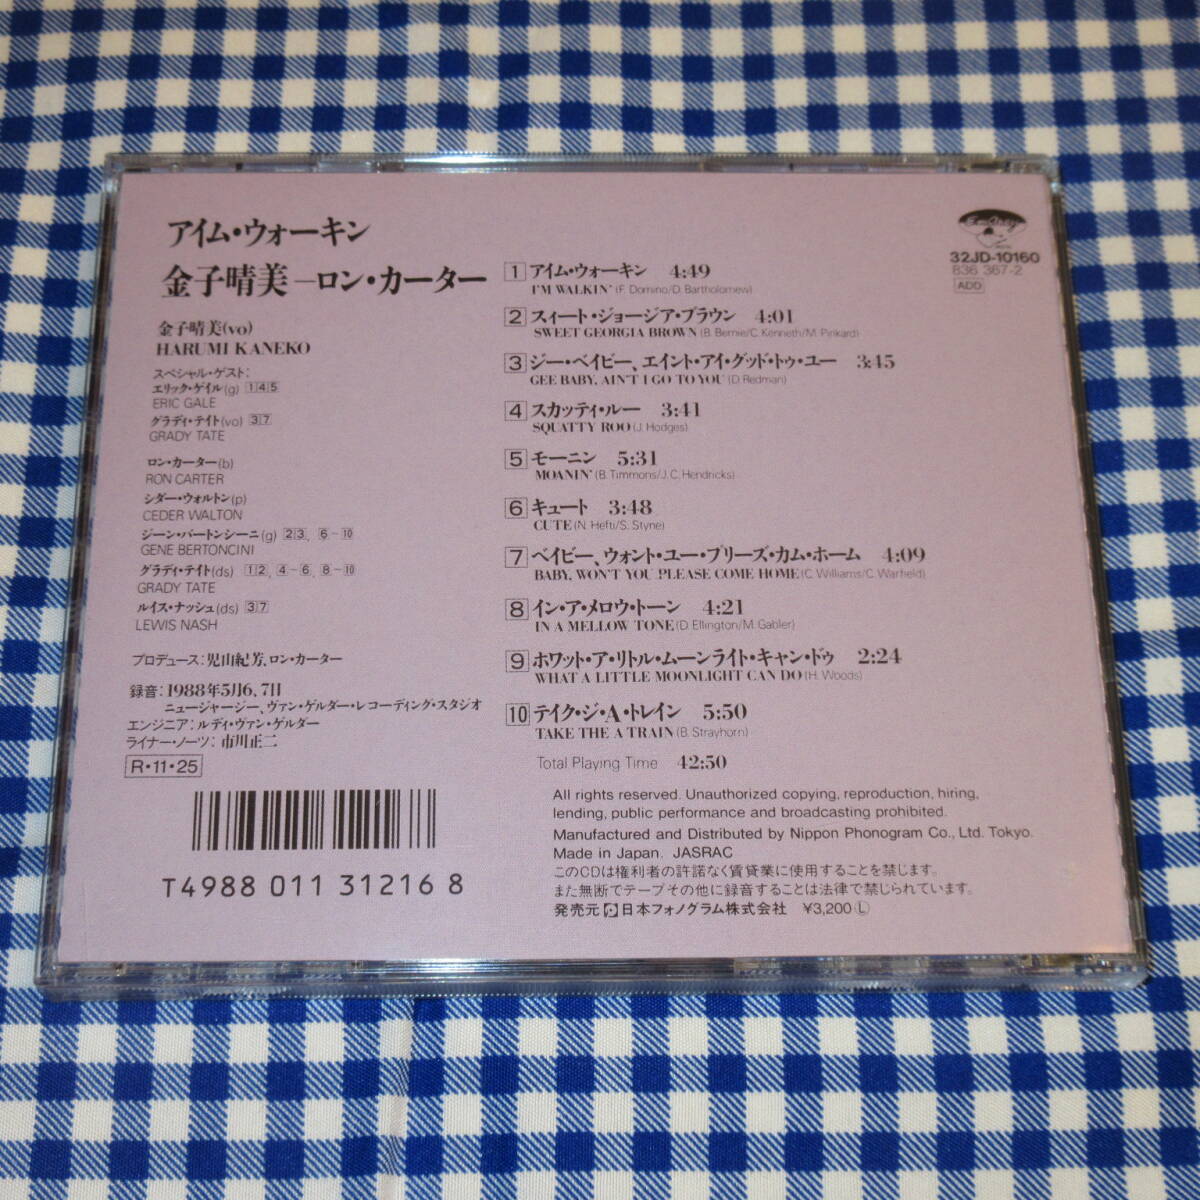 アイム・ウォーキン
金子晴美－ロン・カーター
金子晴美(vo)
HARUMI KANEKO
スペシャル・ゲスト:
エリック・ゲイル(g) 1 4 5
ERIC GALE
グラディ・テイト(vo) 3 7
GRADY TATE
ロン・カーター(b)
RON CARTER
シダー・ウォルトン(p)
CEDER WALTON
ジーン・バートンシーニ(g) 2 3, 6-10
GENE BERTONCINI
グラディ・テイト(ds) 1 2, 4-6, 8-10
GRADY TATE
ルイス・ナッシュ(ds) 3 7
LEWIS NASH
プロデュース: 児山紀芳、ロン・カーター
録音: 1988年5月6、7日
ニュージャージー、ヴァン・ゲルダー・レコーディング・スタジオ
エンジニア: ルディ・ヴァン・ゲルダー
ライナー・ノーツ: 市川正二
R・11・25
T4988 011 31216 8
EmArcy
32JD-10160
836 367-2
ADD
1 アイム・ウォーキン 4:49
I'M WALKIN' (F. Domino/D. Bartholomew)
2 スィート・ジョージア・ブラウン 4:01
SWEET GEORGIA BROWN (B. Bernie/C. Kenneth/M. Pinkard)
3 ジー・ベイビー、エイント・アイ・グッド・トゥ・ユー 3:45
GEE BABY, AIN'T I GO TO YOU (D. Redman)
4 スカッティ・ルー 3:41
SQUATTY ROO (J. Hodges)
5 モーニン 5:31
MOANIN' (B. Timmons/J. C. Hendricks)
6 キュート 3:48
CUTE (N. Hefti/S. Styne)
7 ベイビー、ウォント・ユー・プリーズ・カム・ホーム 4:09
BABY, WON'T YOU PLEASE COME HOME (C. Williams/C. Warfield)
8 イン・ア・メロウ・トーン 4:21
IN A MELLOW TONE (D. Ellington/M. Gabler)
9 ホワット・ア・リトル・ムーンライト・キャン・ドゥ 2:24
WHAT A LITTLE MOONLIGHT CAN DO (H. Woods)
10 テイク・ジ・A・トレイン 5:50
TAKE THE A TRAIN (B. Strayhorn)
Total Playing Time 42:50
All rights reserved. Unauthorized copying, reproduction, hiring,
lending, public performance and broadcasting prohibited.
Manufactured and Distributed by Nippon Phonogram Co., Ltd. Tokyo.
Made in Japan. JASRAC
このCDは権利者の許諾なく賃貸業に使用することを禁じます。
また無断でテープその他に録音することは法律で禁じられています。
発売元 日本フォノグラム株式会社 ¥3,200 Ⓛ